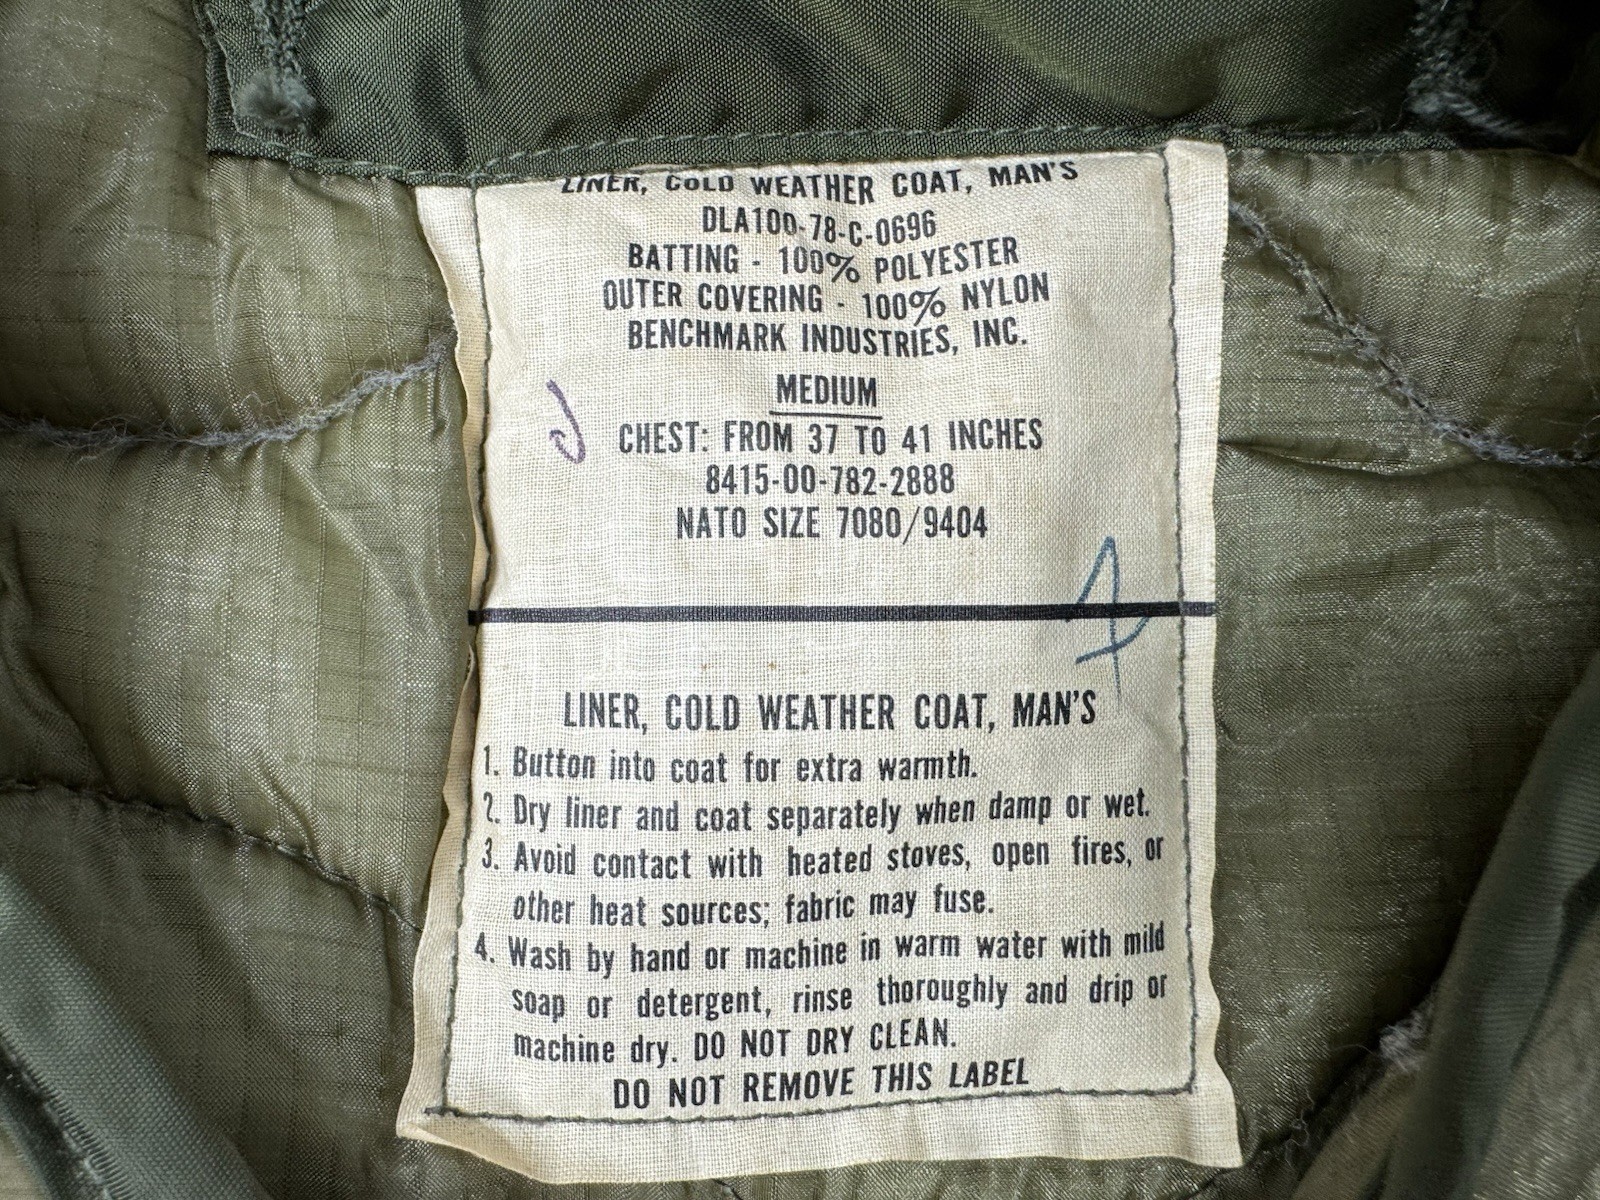 LINER, COLD WEATHER COAT, MAN'S
DLA100-78-C-0696
BATTING - 100% POLYESTER
OUTER COVERING - 100% NYLON
BENCHMARK INDUSTRIES, INC.
MEDIUM
CHEST: FROM 37 TO 41 INCHES
8415-00-782-2888
NATO SIZE 7080/9404
LINER, COLD WEATHER COAT, MAN'S
1. Button into coat for extra warmth.
2. Dry liner and coat separately when damp or wet.
3. Avoid contact with heated stoves, open fires, or
other heat sources; fabric may fuse.
4. Wash by hand or machine in warm water with mild
soap or detergent, rinse thoroughly and drip or
machine dry. DO NOT DRY CLEAN.
DO NOT REMOVE THIS LABEL